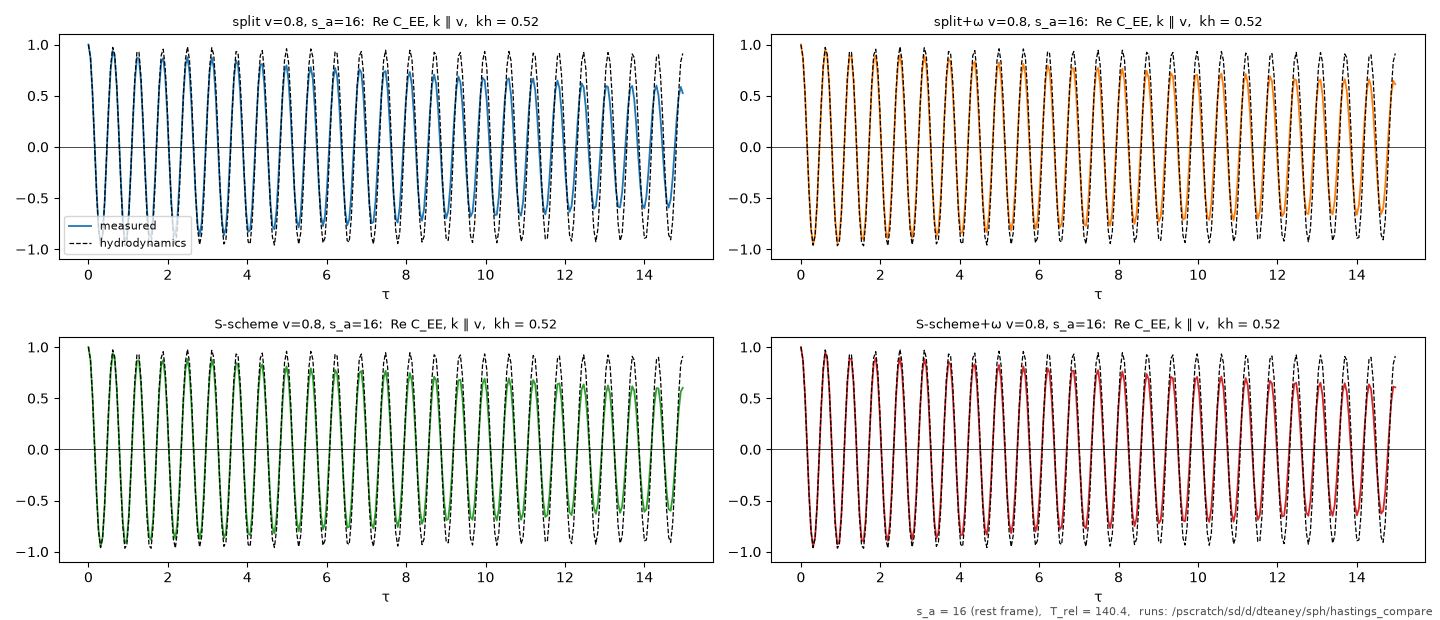 split v=0.8, s_a=16:  Re C_EE, k ∥ v,  kh = 0.52
1.0
0.5
0.0
−0.5
−1.0
measured
hydrodynamics
0 2 4 6 8 10 12 14
τ
split+ω v=0.8, s_a=16:  Re C_EE, k ∥ v,  kh = 0.52
1.0
0.5
0.0
−0.5
−1.0
0 2 4 6 8 10 12 14
τ
S-scheme v=0.8, s_a=16:  Re C_EE, k ∥ v,  kh = 0.52
1.0
0.5
0.0
−0.5
−1.0
0 2 4 6 8 10 12 14
τ
S-scheme+ω v=0.8, s_a=16:  Re C_EE, k ∥ v,  kh = 0.52
1.0
0.5
0.0
−0.5
−1.0
0 2 4 6 8 10 12 14
τ
s_a = 16 (rest frame),  T_rel = 140.4,  runs: /pscratch/sd/d/dteaney/sph/hastings_compare